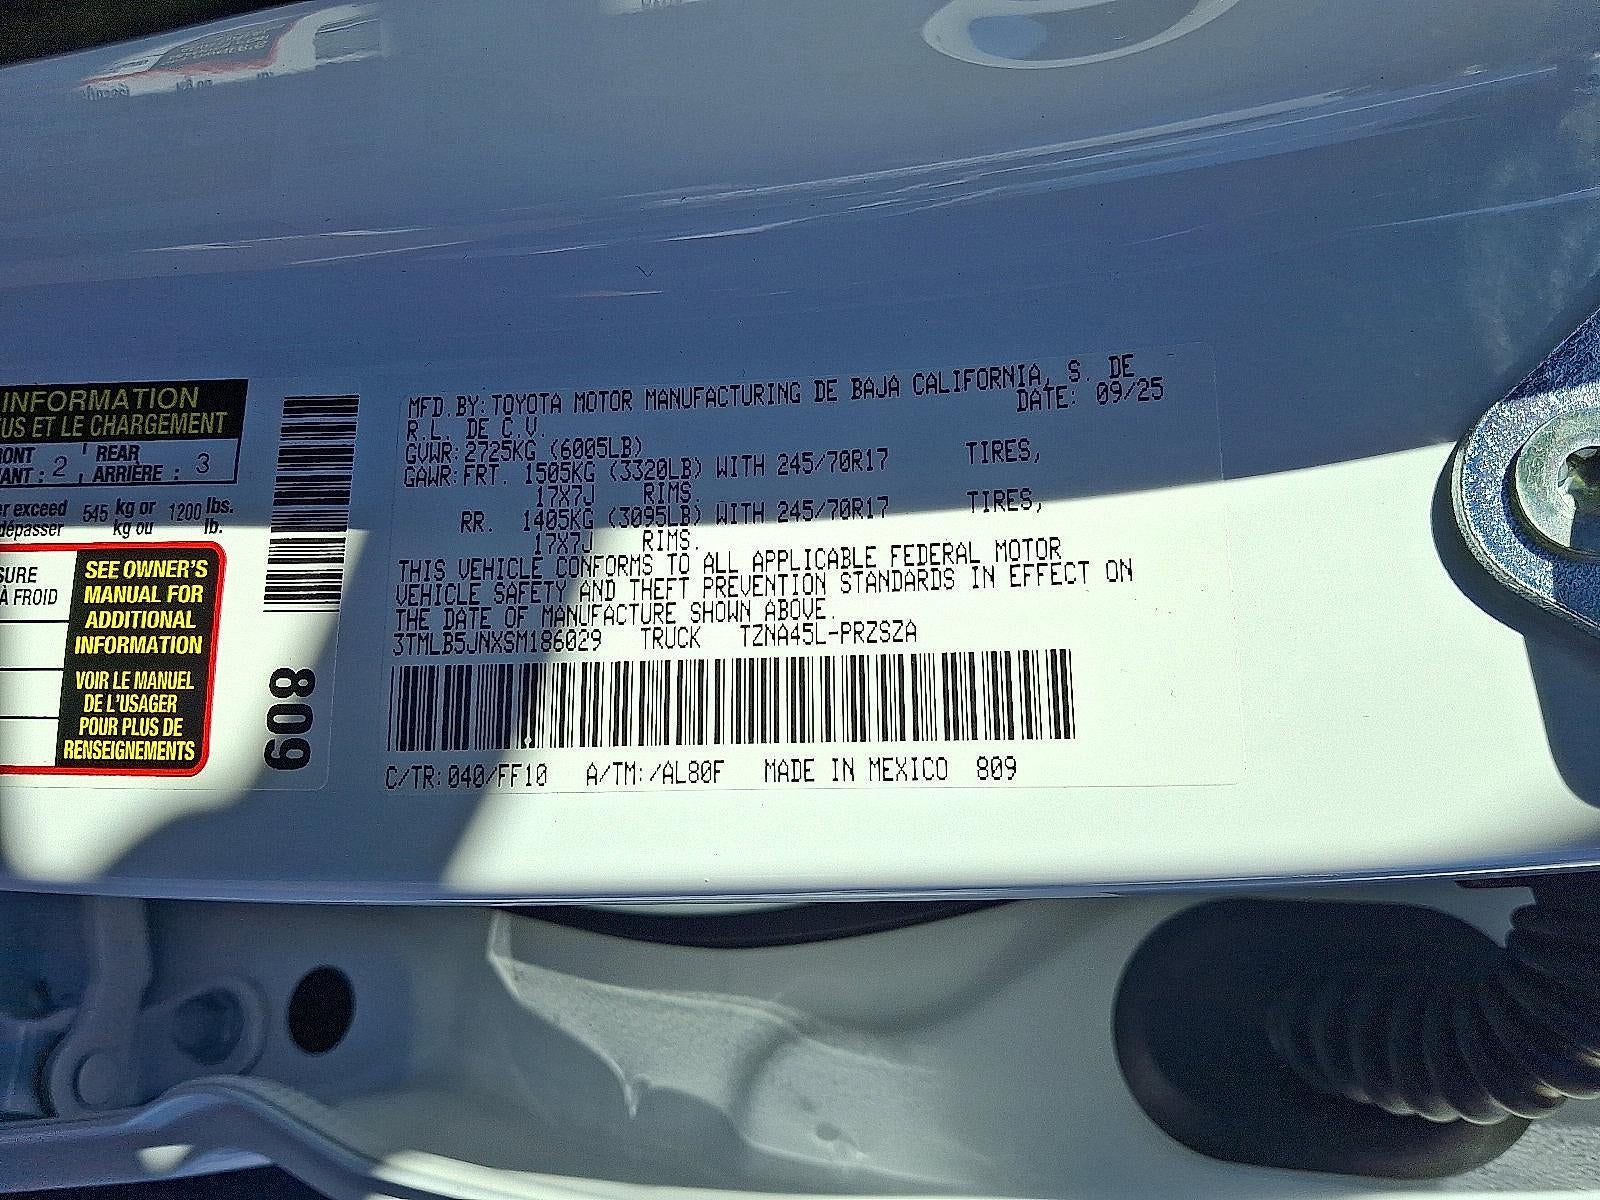 INFORMATION
US ET LE CHARGEMENT
RONT 2 REAR 3
ANT : ARRIÈRE :
er exceed 545 kg or 1200 lbs.
dépasser kg ou lb.
SURE
À FROID
SEE OWNER'S
MANUAL FOR
ADDITIONAL
INFORMATION
VOIR LE MANUEL
DE L'USAGER
POUR PLUS DE
RENSEIGNEMENTS
809
MFD. BY: TOYOTA MOTOR MANUFACTURING DE BAJA CALIFORNIA, S. DE
R.L. DE C.V. DATE: 09/25
GVWR: 2725KG (6005LB)
GAWR: FRT. 1505KG (3320LB) WITH 245/70R17 TIRES,
17X7J RIMS.
RR. 1405KG (3095LB) WITH 245/70R17 TIRES,
17X7J RIMS.
THIS VEHICLE CONFORMS TO ALL APPLICABLE FEDERAL MOTOR
VEHICLE SAFETY AND THEFT PREVENTION STANDARDS IN EFFECT ON
THE DATE OF MANUFACTURE SHOWN ABOVE.
3TMLB5JNXSM186029 TRUCK TZNA45L-PRZSZA
C/TR: 040/FF10 A/TM: /AL80F MADE IN MEXICO 809